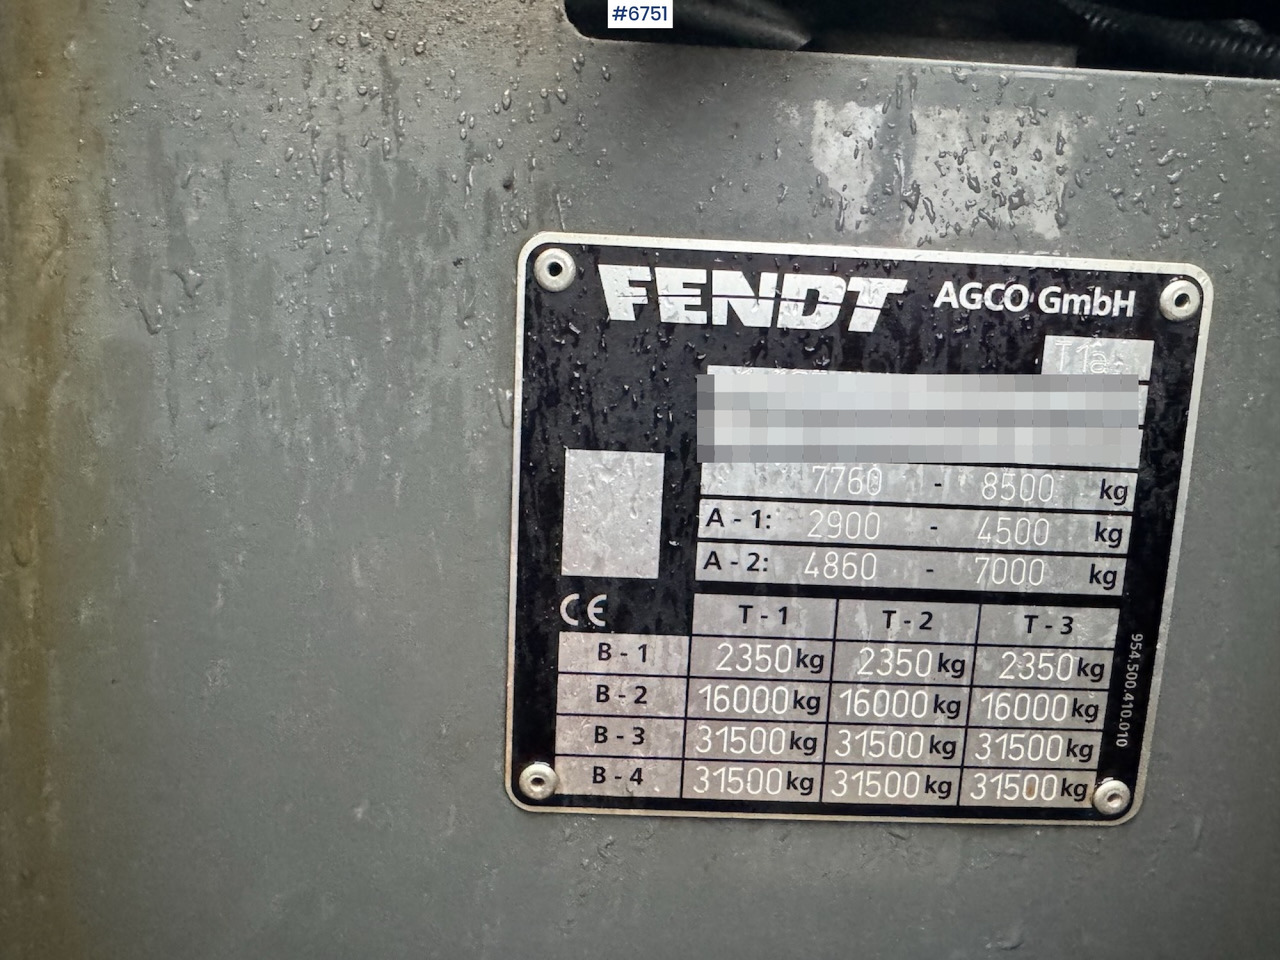 #6751
FENDT AGCO GmbH
T1a
7760 - 8500 kg
A - 1: 2900 - 4500 kg
A - 2: 4860 - 7000 kg
CE T - 1 T - 2 T - 3
B - 1 2350 kg 2350 kg 2350 kg
B - 2 16000 kg 16000 kg 16000 kg
B - 3 31500 kg 31500 kg 31500 kg
B - 4 31500 kg 31500 kg 31500 kg
954.500.410.010